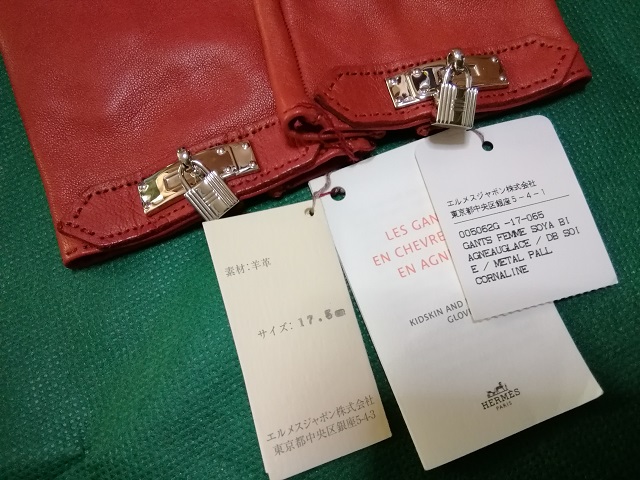 素材:羊革
サイズ: 17.5cm
エルメスジャポン株式会社
東京都中央区銀座5-4-3
LES GAN
EN CHEVRE
EN AGN
KIDSKIN AND
GLOV
HERMES
PARIS
エルメスジャポン株式会社
東京都中央区銀座5-4-1
005062G -17-065
GANTS FEMME SOYA BI
AGNEAUGLACE / DB SOI
E / METAL PALL
CORNALINE